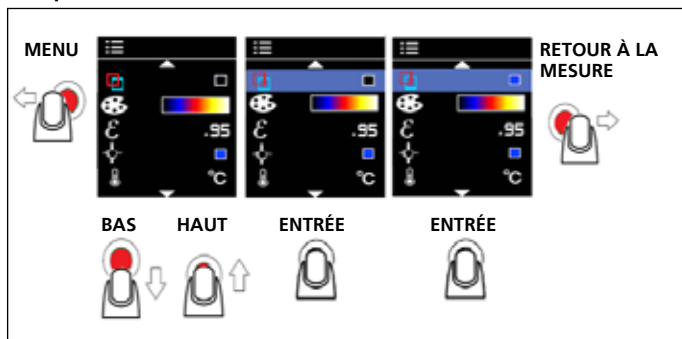 MENU
RETOUR À LA
MESURE
ε .95
°C
ε .95
°C
ε .95
°C
BAS HAUT ENTRÉE ENTRÉE